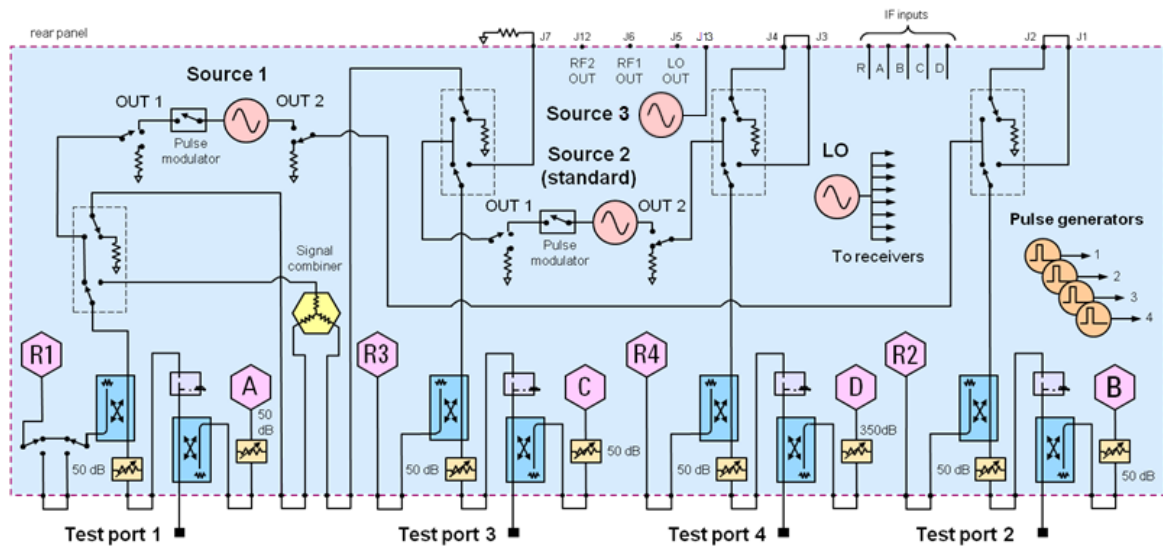 rear panel
J7
J12
J6
J5
J13
J4
J3
IF inputs
J2
J1
RF2
OUT
RF1
OUT
LO
OUT
R
A
B
C
D
Source 1
OUT 1
OUT 2
Pulse
modulator
Source 3
Source 2
(standard)
OUT 1
OUT 2
Pulse
modulator
LO
To receivers
Pulse generators
1
2
3
4
Signal
combiner
R1
A
R3
C
R4
D
R2
B
50
dB
50 dB
50 dB
50 dB
50 dB
350dB
50 dB
50 dB
Test port 1
Test port 3
Test port 4
Test port 2